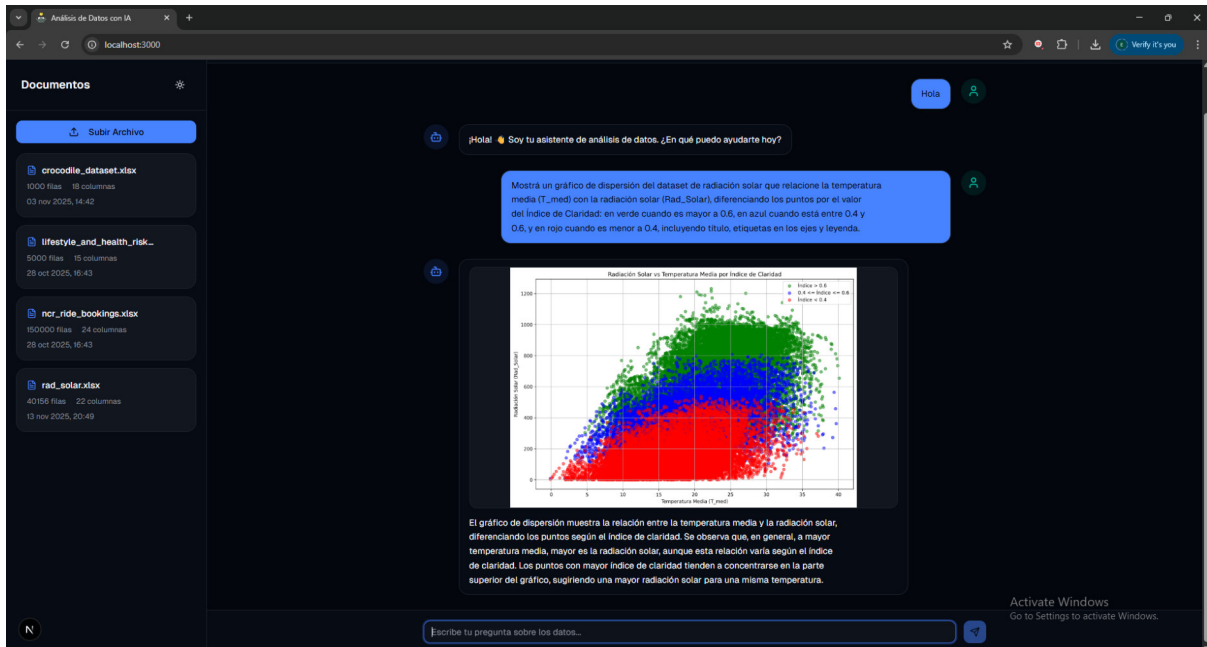 Análisis de Datos con IA
localhost:3000
Verify it's you
Documentos
Subir Archivo
crocodile_dataset.xlsx
1000 filas 18 columnas
03 nov 2025, 14:42
lifestyle_and_health_risk...
5000 filas 15 columnas
28 oct 2025, 16:43
ncr_ride_bookings.xlsx
150000 filas 24 columnas
28 oct 2025, 16:43
rad_solar.xlsx
40156 filas 22 columnas
13 nov 2025, 20:49
N
Hola
¡Hola! 👋 Soy tu asistente de análisis de datos. ¿En qué puedo ayudarte hoy?
Mostrá un gráfico de dispersión del dataset de radiación solar que relacione la temperatura
media (T_med) con la radiación solar (Rad_Solar), diferenciando los puntos por el valor
del Índice de Claridad: en verde cuando es mayor a 0.6, en azul cuando está entre 0.4 y
0.6, y en rojo cuando es menor a 0.4, incluyendo título, etiquetas en los ejes y leyenda.
Radiación Solar vs Temperatura Media por Índice de Claridad
Índice > 0.6
0.4 <= Índice <= 0.6
Índice < 0.4
Radiación Solar (Rad_Solar)
1200
1000
800
600
400
200
0
0 5 10 15 20 25 30 35 40
Temperatura Media (T_med)
El gráfico de dispersión muestra la relación entre la temperatura media y la radiación solar,
diferenciando los puntos según el índice de claridad. Se observa que, en general, a mayor
temperatura media, mayor es la radiación solar, aunque esta relación varía según el índice
de claridad. Los puntos con mayor índice de claridad tienden a concentrarse en la parte
superior del gráfico, sugiriendo una mayor radiación solar para una misma temperatura.
Escribe tu pregunta sobre los datos...
Activate Windows
Go to Settings to activate Windows.